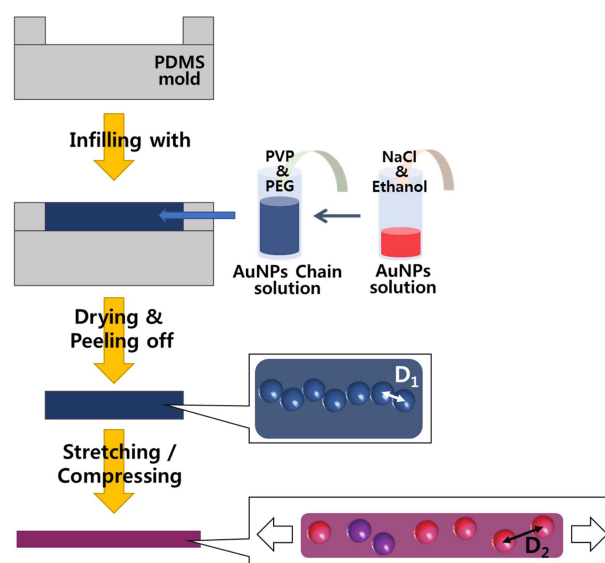 PDMS
mold
Infilling with
PVP
&
PEG
NaCl
&
Ethanol
AuNPs Chain
solution
AuNPs
solution
Drying &
Peeling off
D1
Stretching /
Compressing
D2